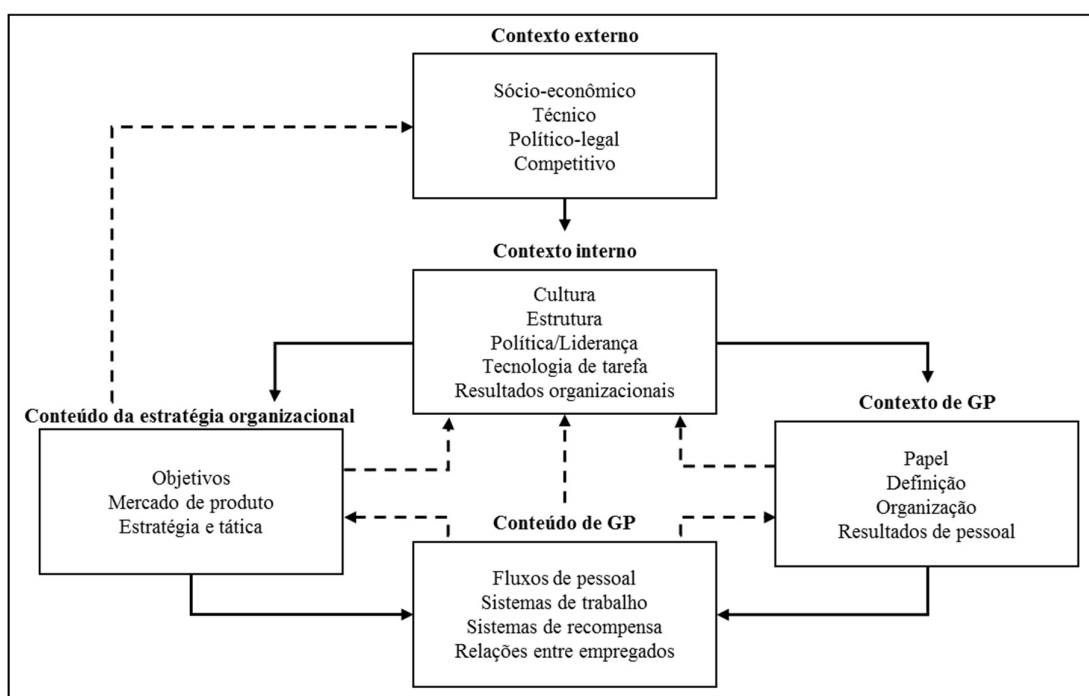 Contexto externo
Sócio-econômico
Técnico
Político-legal
Competitivo
Contexto interno
Cultura
Estrutura
Política/Liderança
Tecnologia de tarefa
Resultados organizacionais
Conteúdo da estratégia organizacional
Objetivos
Mercado de produto
Estratégia e tática
Contexto de GP
Papel
Definição
Organização
Resultados de pessoal
Conteúdo de GP
Fluxos de pessoal
Sistemas de trabalho
Sistemas de recompensa
Relações entre empregados